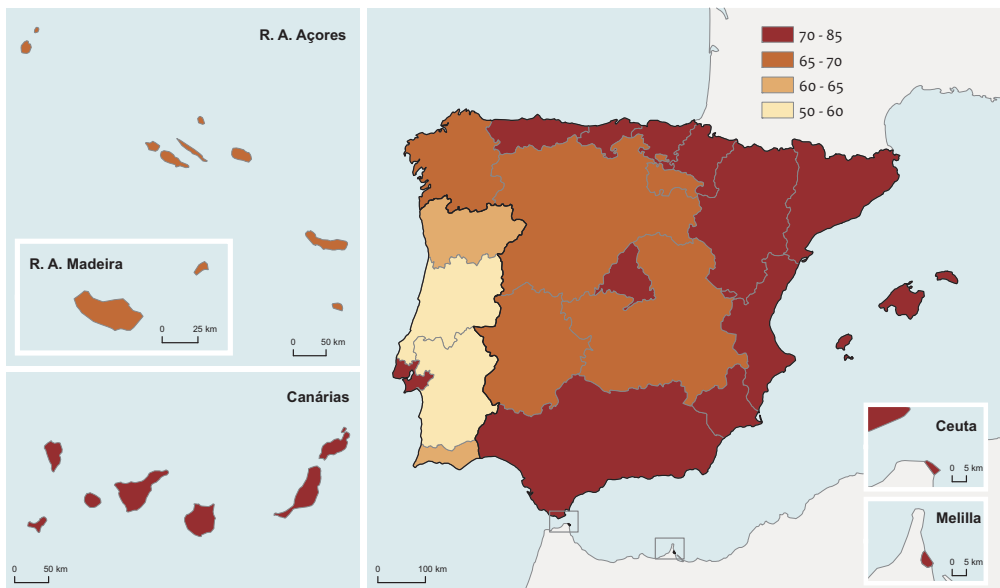 R. A. Açores
R. A. Madeira
0 25 km
0 50 km
Canárias
0 50 km
70 - 85
65 - 70
60 - 65
50 - 60
0 100 km
Ceuta
0 5 km
Melilla
0 5 km